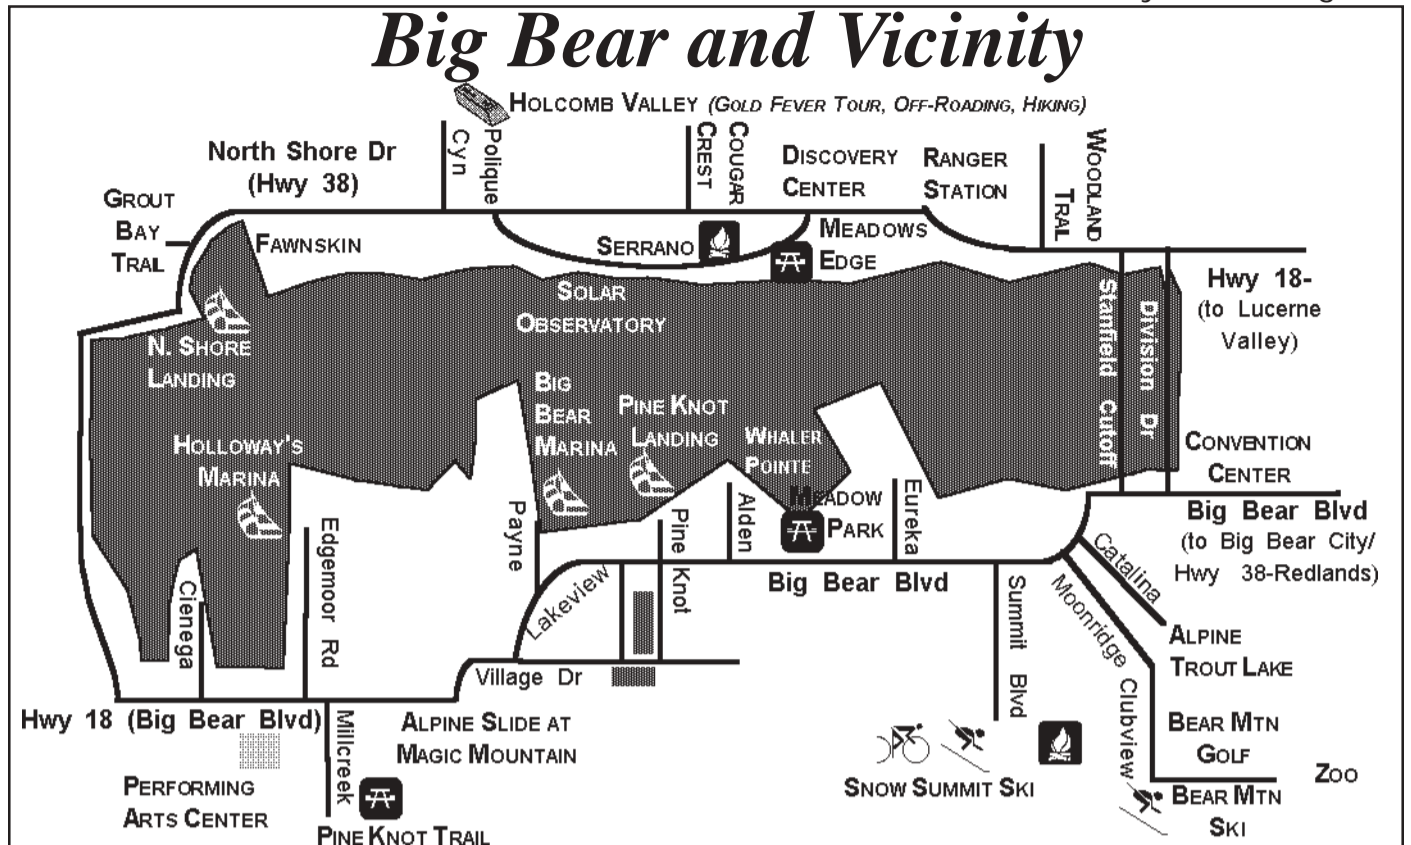 Big Bear and Vicinity
HOLCOMB VALLEY (GOLD FEVER TOUR, OFF-ROADING, HIKING)
North Shore Dr
(Hwy 38)
Polique
Cyn
COUGAR
CREST
DISCOVERY
CENTER
RANGER
STATION
WOODLAND
TRAIL
GROUT
BAY
TRAIL
FAWNSKIN
SERRANO
MEADOWS
EDGE
Hwy 18-
(to Lucerne
Valley)
SOLAR
OBSERVATORY
Stanfield Cutoff
Division Dr
N. SHORE
LANDING
BIG
BEAR
MARINA
PINE KNOT
LANDING
WHALER
POINTE
HOLLOWAY'S
MARINA
CONVENTION
CENTER
MEADOW
PARK
Payne
Pine Knot
Alden
Eureka
Big Bear Blvd
(to Big Bear City/
Hwy 38-Redlands)
Edgemoor Rd
Cienega
Lakeview
Big Bear Blvd
Catalina
Moonridge
Summit Blvd
ALPINE
TROUT LAKE
Village Dr
Clubview
Hwy 18 (Big Bear Blvd)
Millcreek
ALPINE SLIDE AT
MAGIC MOUNTAIN
BEAR MTN
GOLF
ZOO
PERFORMING
ARTS CENTER
SNOW SUMMIT SKI
BEAR MTN
SKI
PINE KNOT TRAIL